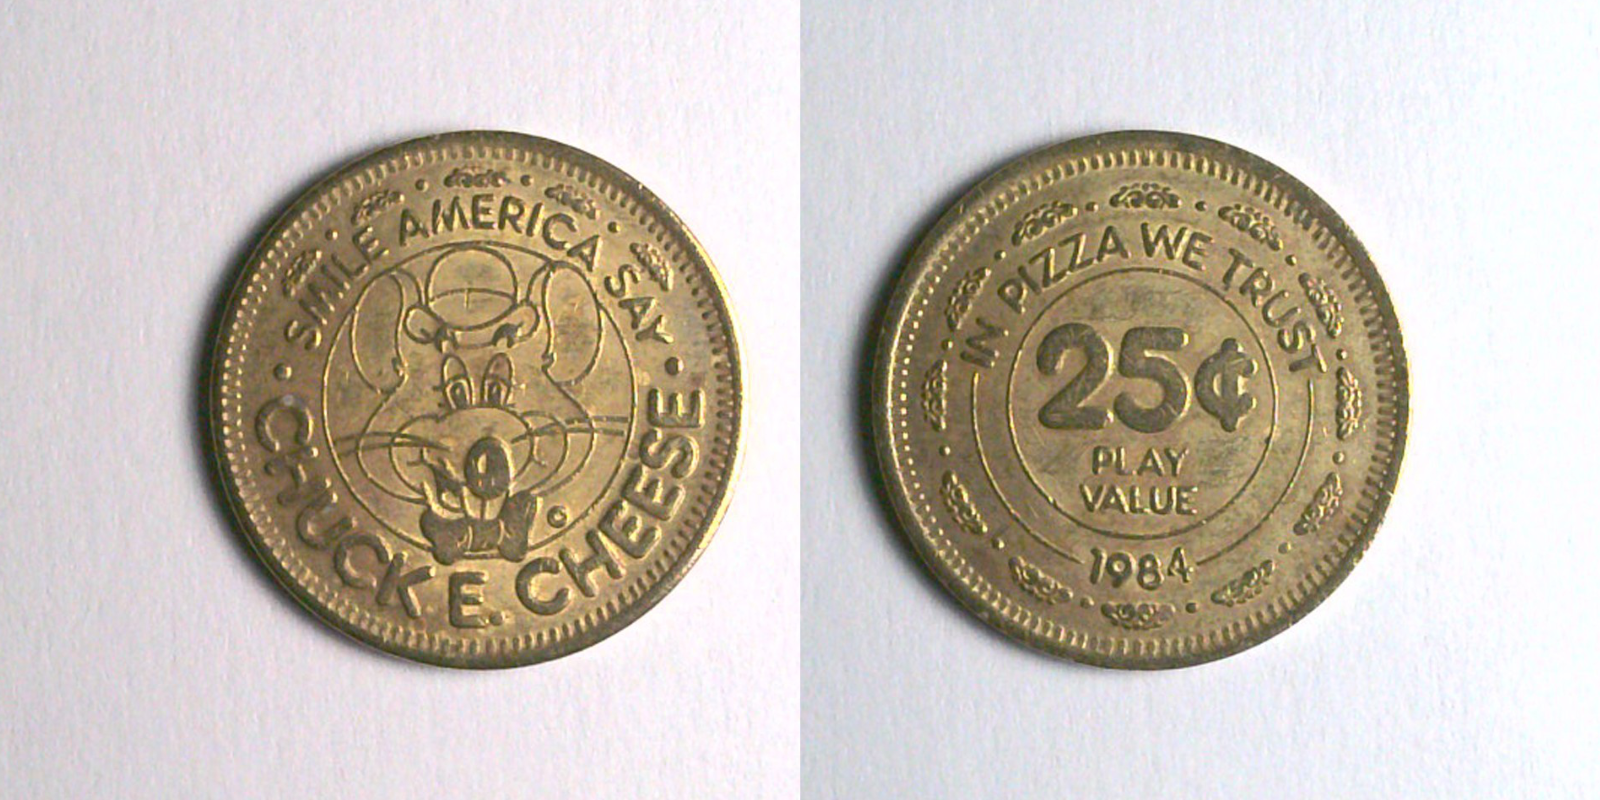 SMILE AMERICA SAY
CHUCK E. CHEESE
©
IN PIZZA WE TRUST
25¢
PLAY
VALUE
1984